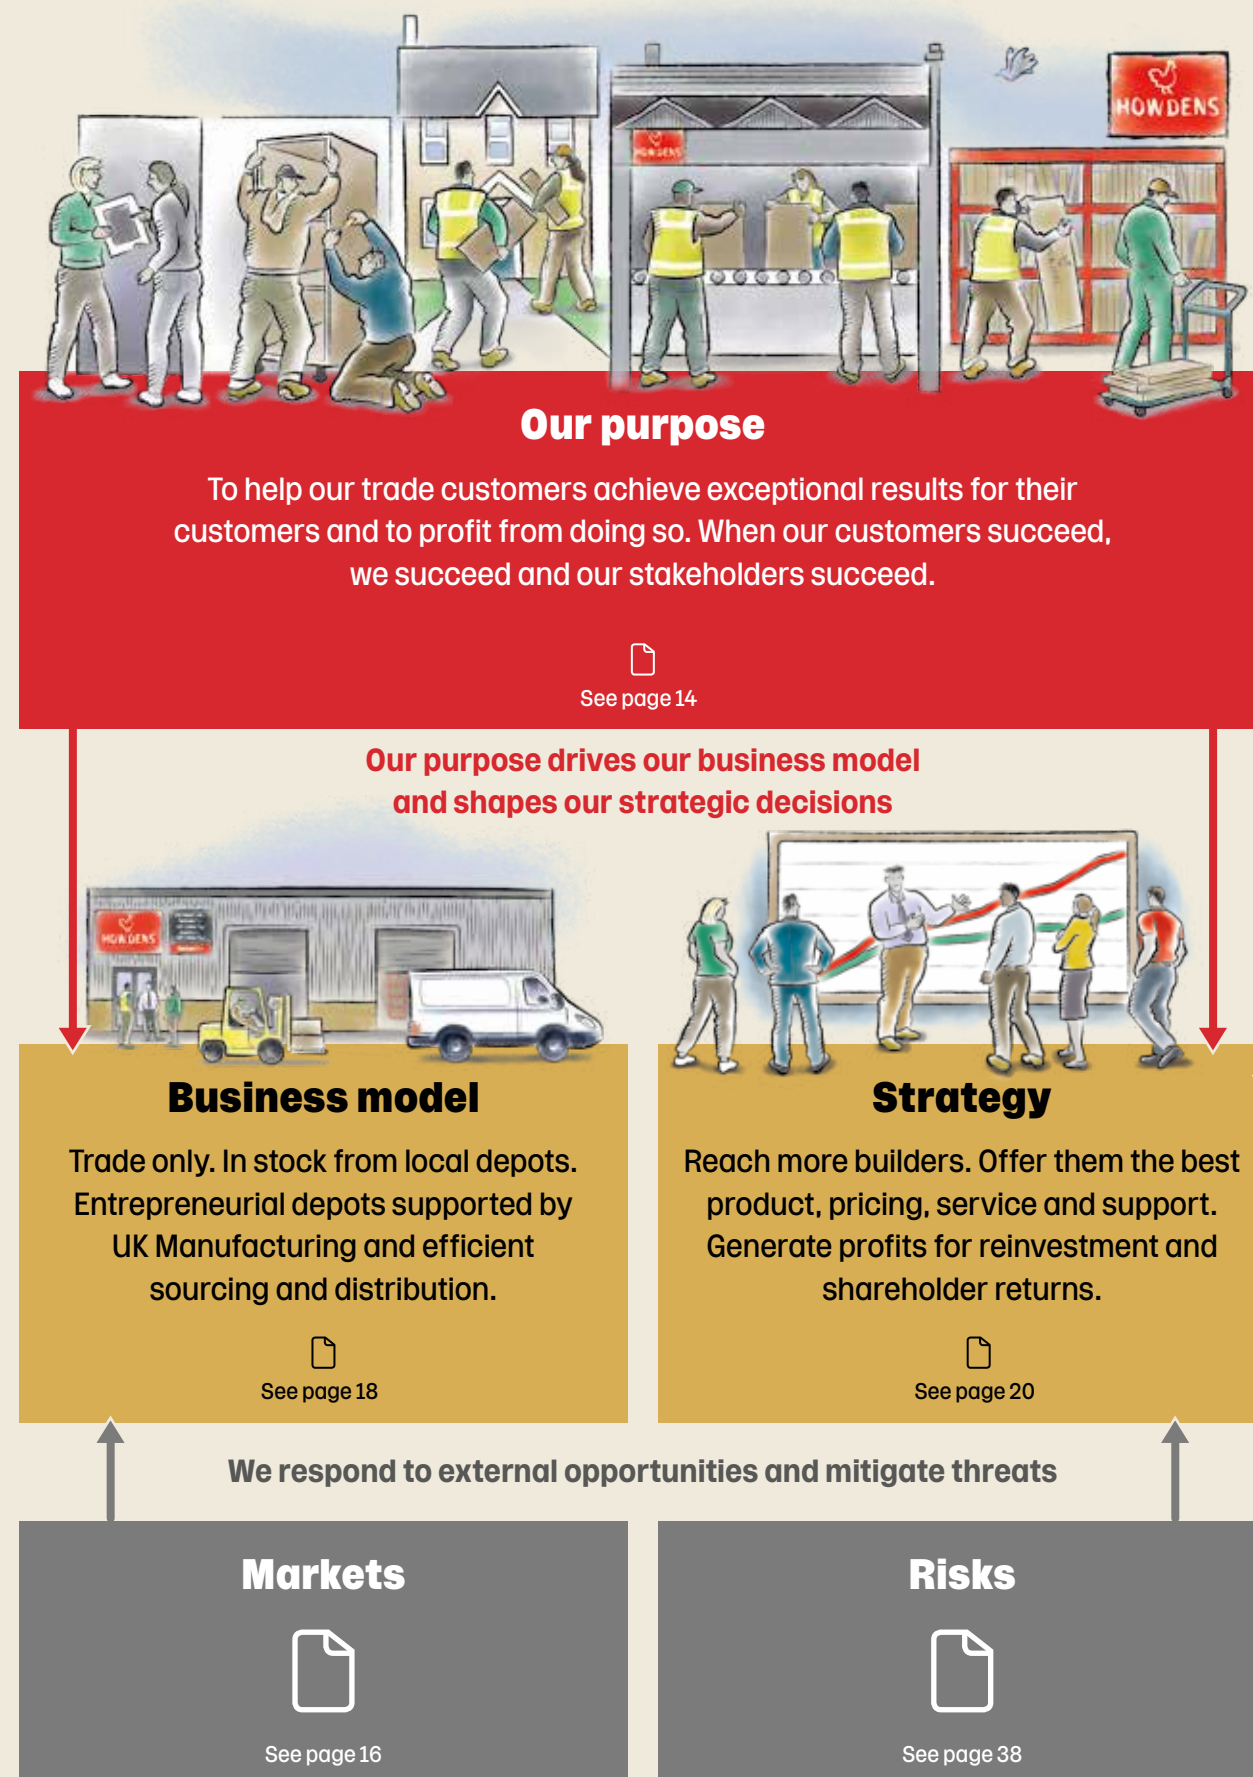 HOWDENS
HOWDENS
Our purpose
To help our trade customers achieve exceptional results for their
customers and to profit from doing so. When our customers succeed,
we succeed and our stakeholders succeed.
See page 14
Our purpose drives our business model
and shapes our strategic decisions
HOWDENS
Business model
Trade only. In stock from local depots.
Entrepreneurial depots supported by
UK Manufacturing and efficient
sourcing and distribution.
See page 18
Strategy
Reach more builders. Offer them the best
product, pricing, service and support.
Generate profits for reinvestment and
shareholder returns.
See page 20
We respond to external opportunities and mitigate threats
Markets
See page 16
Risks
See page 38